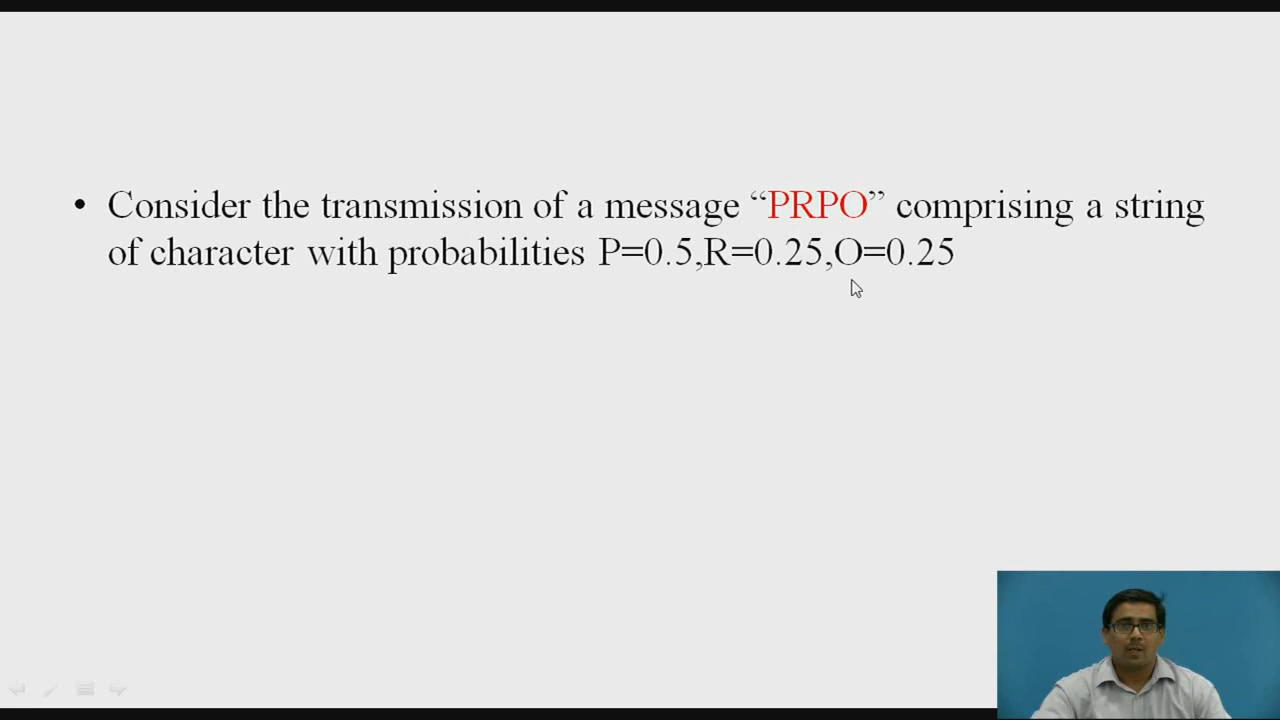 • Consider the transmission of a message “PRPO” comprising a string
of character with probabilities P=0.5,R=0.25,O=0.25